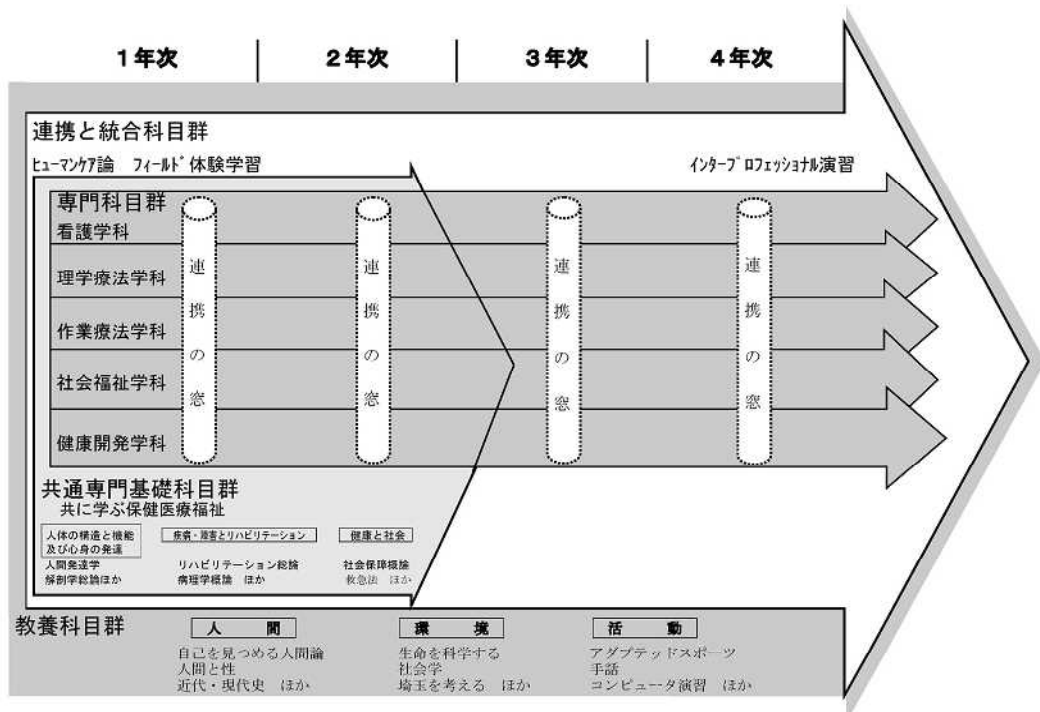 1年次 2年次 3年次 4年次
連携と統合科目群
ﾋｭｰﾏﾝｹｱ論 ﾌｨｰﾙﾄﾞ体験学習 ｲﾝﾀｰﾌﾟﾛﾌｪｯｼｮﾅﾙ演習
専門科目群
看護学科
理学療法学科
作業療法学科
社会福祉学科
健康開発学科
連携の窓
連携の窓
連携の窓
連携の窓
共通専門基礎科目群
共に学ぶ保健医療福祉
人体の構造と機能
及び心身の発達
人間発達学
解剖学総論ほか
疾病・障害とリハビリテーション
リハビリテーション総論
病理学概論 ほか
健康と社会
社会保障概論
救急法 ほか
教養科目群
人 間
自己を見つめる人間論
人間と性
近代・現代史 ほか
環 境
生命を科学する
社会学
埼玉を考える ほか
活 動
アダプテッドスポーツ
手話
コンピュータ演習 ほか